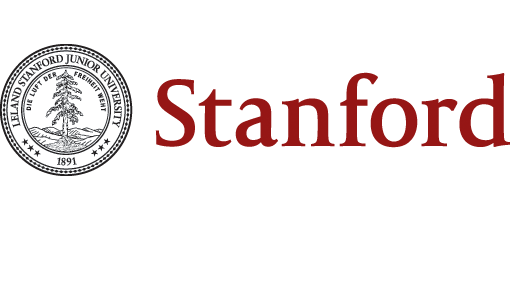 LELAND STANFORD JUNIOR UNIVERSITY
DIE LUFT DER FREIHEIT WEHT
1891
Stanford